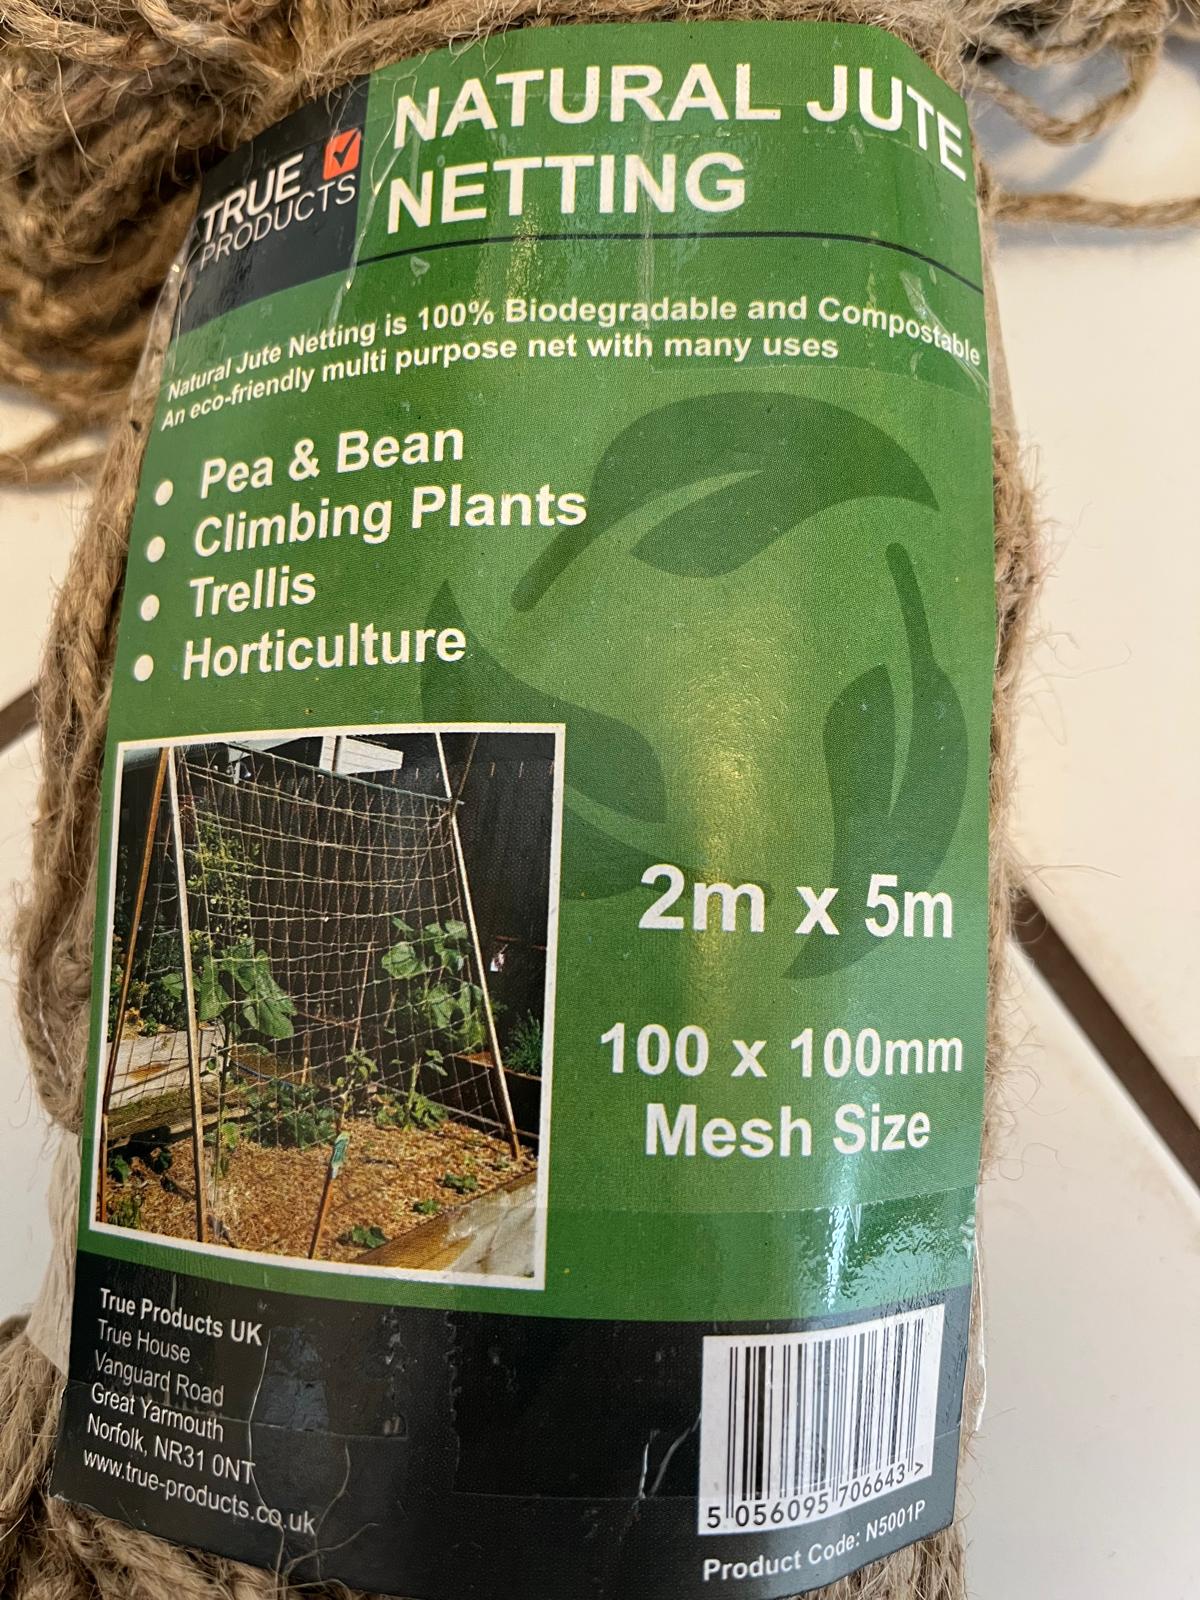 TRUE
PRODUCTS
NATURAL JUTE
NETTING
Natural Jute Netting is 100% Biodegradable and Compostable
An eco-friendly multi purpose net with many uses
• Pea & Bean
• Climbing Plants
• Trellis
• Horticulture
2m x 5m
100 x 100mm
Mesh Size
True Products UK
True House
Vanguard Road
Great Yarmouth
Norfolk, NR31 0NT
www.true-products.co.uk
5 056095 706643 >
Product Code: N5001P